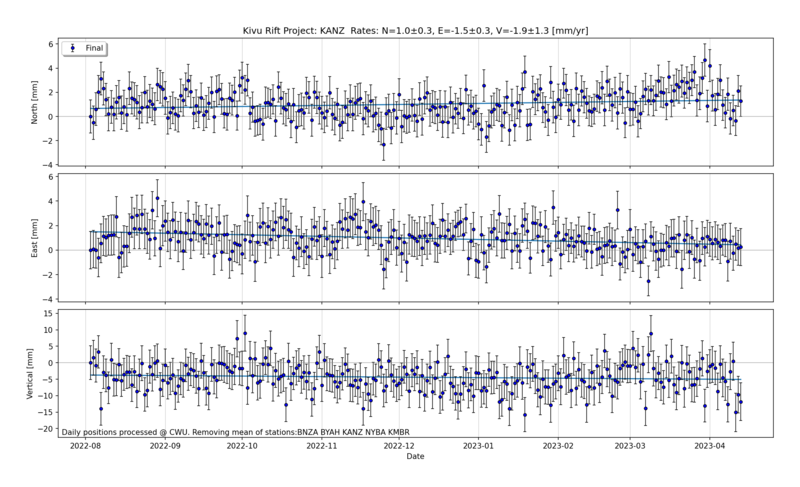 Kivu Rift Project: KANZ Rates: N=1.0±0.3, E=-1.5±0.3, V=-1.9±1.3 [mm/yr]
Final
North [mm]
6
4
2
0
−2
−4
East [mm]
6
4
2
0
−2
−4
Vertical [mm]
15
10
5
0
−5
−10
−15
−20
Daily positions processed @ CWU. Removing mean of stations:BNZA BYAH KANZ NYBA KMBR
2022-08 2022-09 2022-10 2022-11 2022-12 2023-01 2023-02 2023-03 2023-04
Date